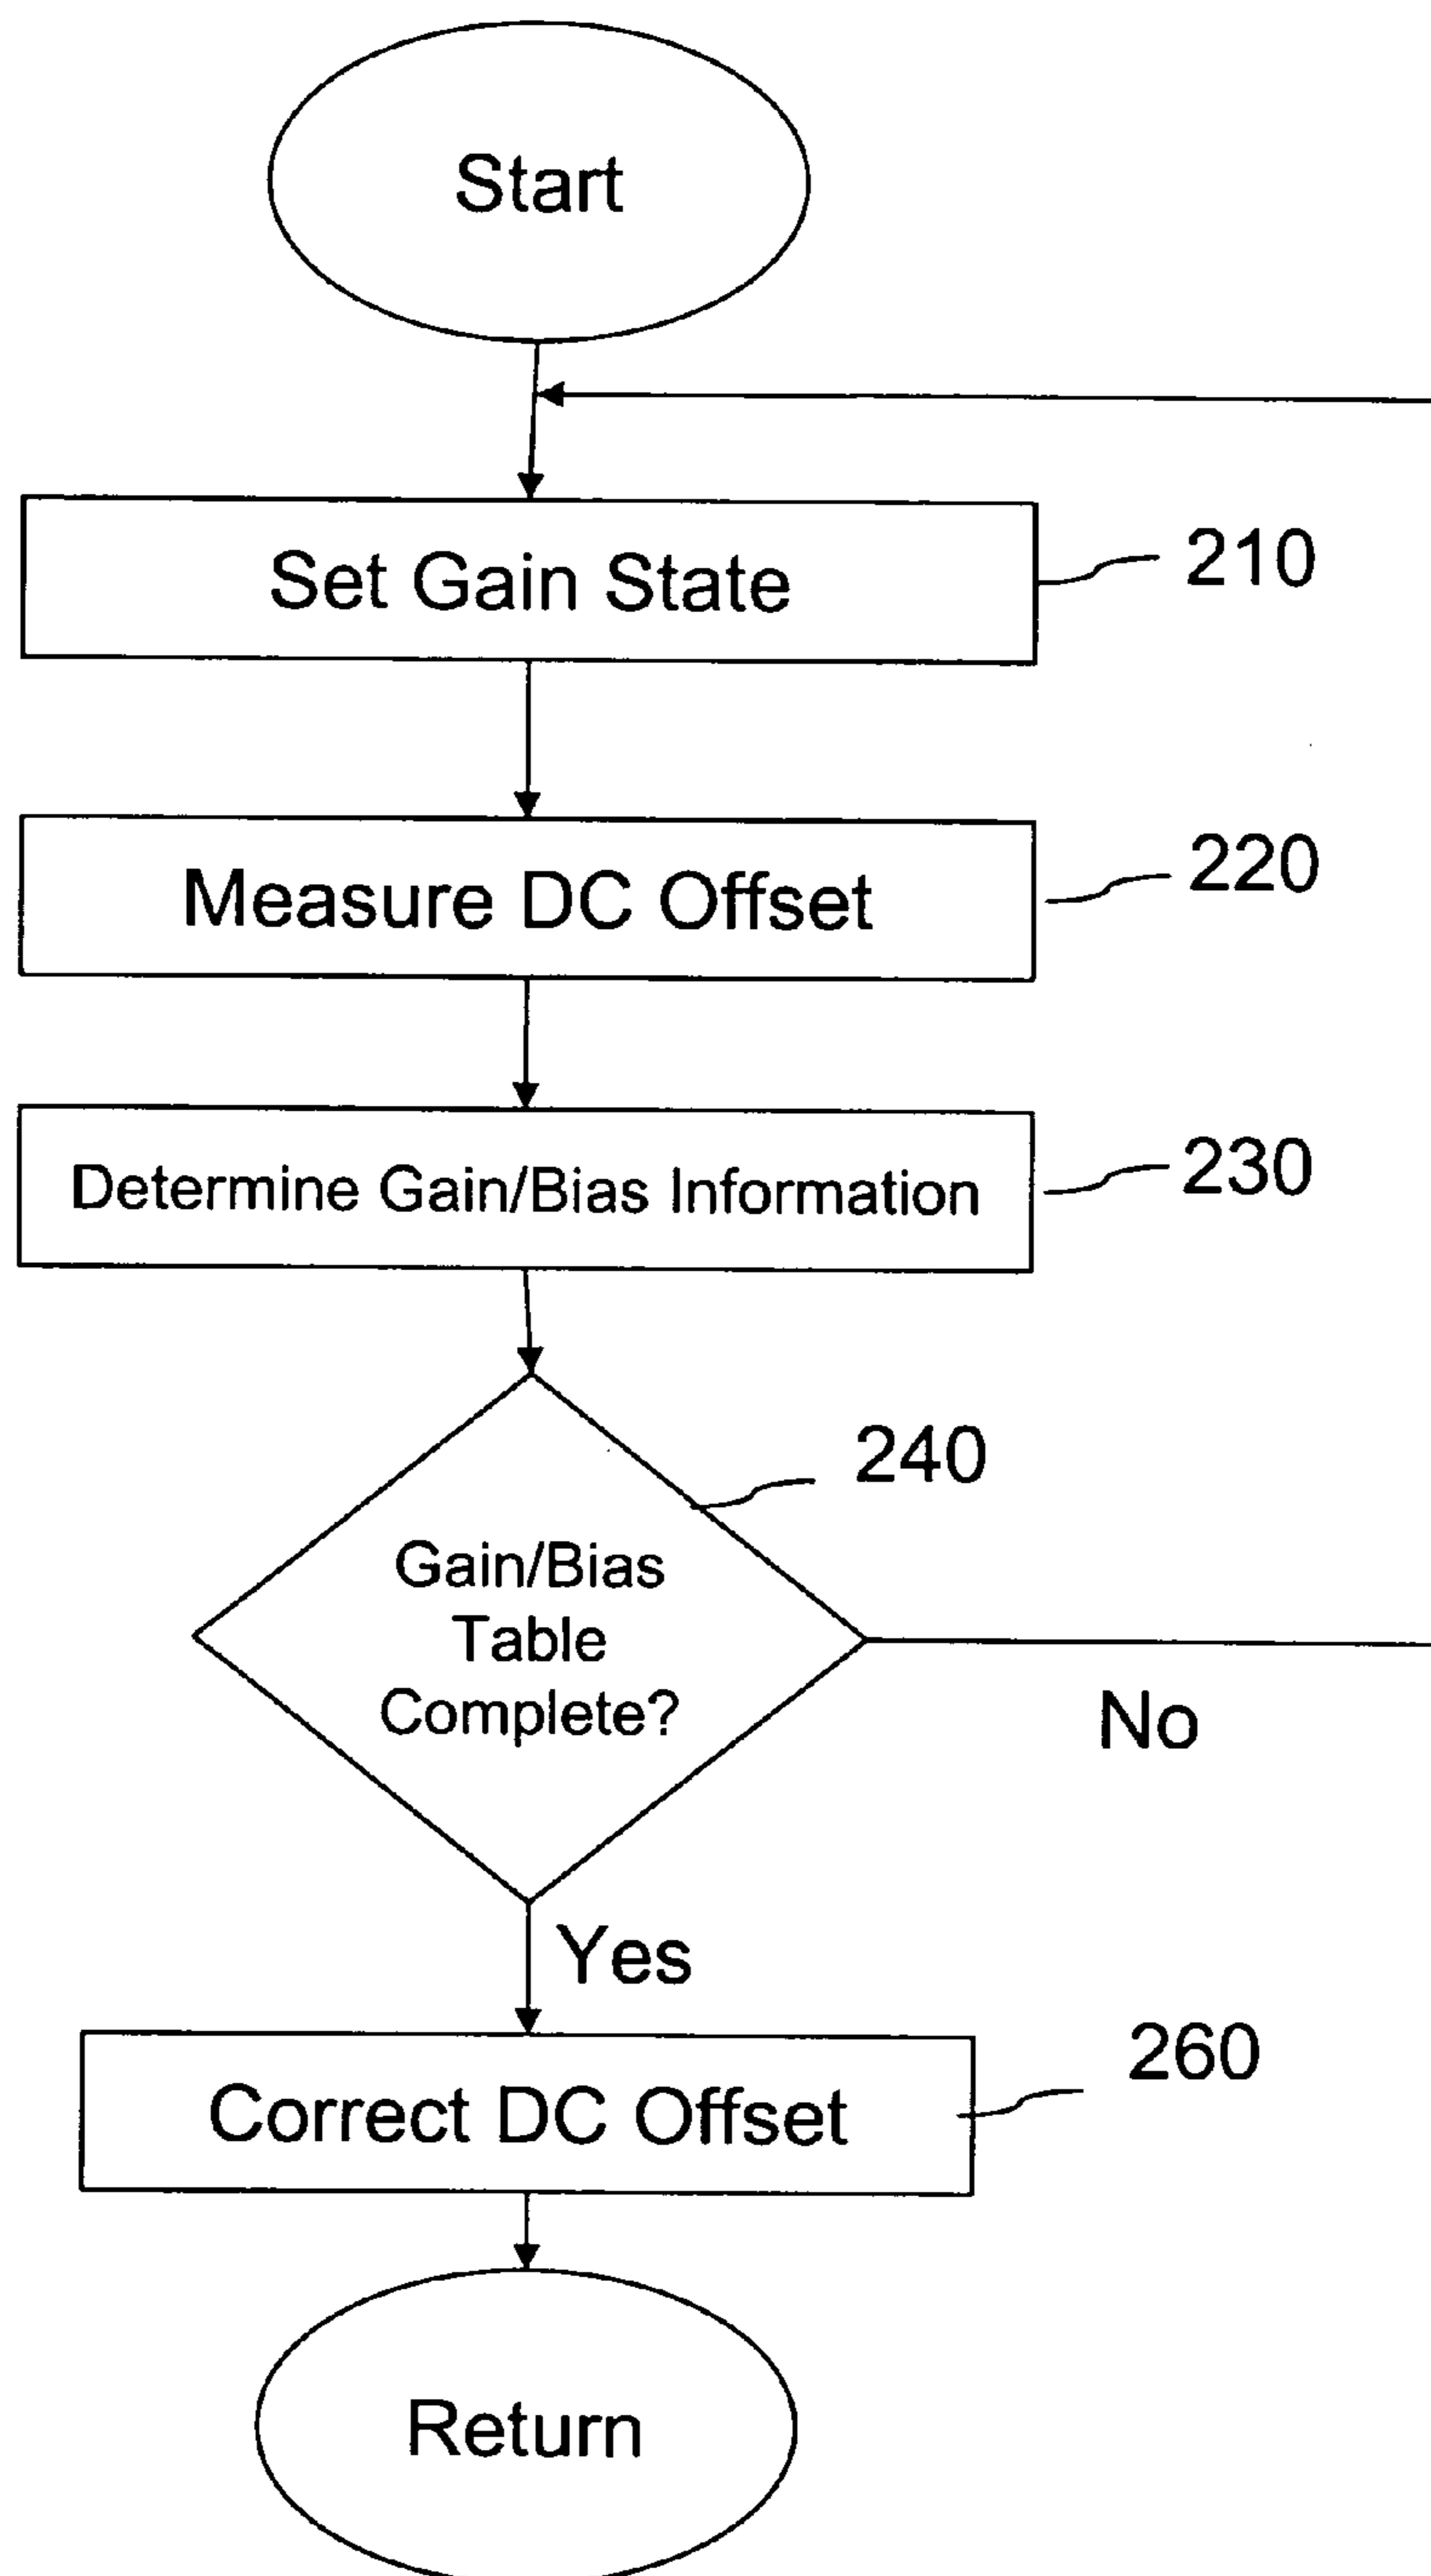 Start
Set Gain State
210
Measure DC Offset
220
Determine Gain/Bias Information
230
240
Gain/Bias
Table
Complete?
No
Yes
260
Correct DC Offset
Return